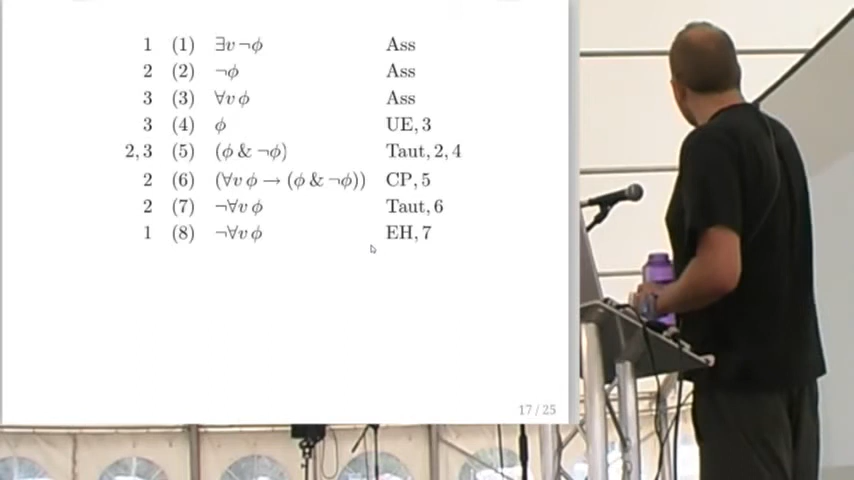 1 (1) ∃v ¬ϕ Ass
2 (2) ¬ϕ Ass
3 (3) ∀v ϕ Ass
3 (4) ϕ UE, 3
2, 3 (5) (ϕ & ¬ϕ) Taut, 2, 4
2 (6) (∀v ϕ → (ϕ & ¬ϕ)) CP, 5
2 (7) ¬∀v ϕ Taut, 6
1 (8) ¬∀v ϕ EH, 7
17 / 25